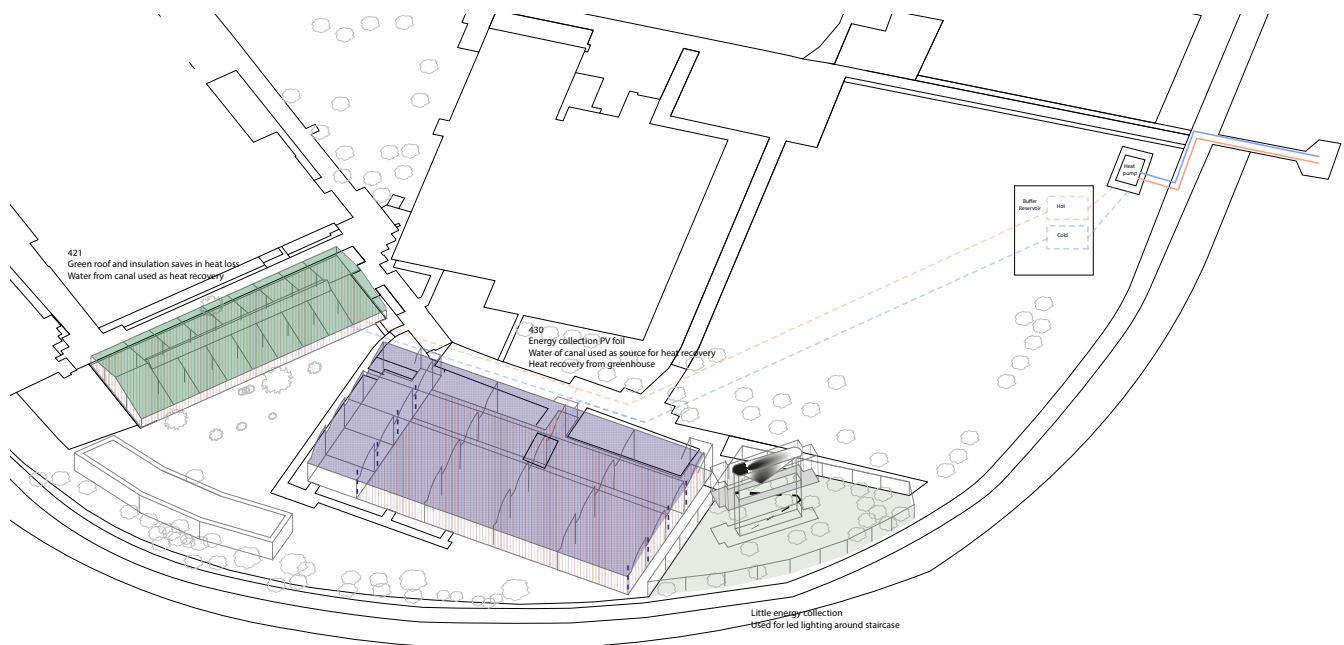 Heat
pump
Buffer
Reservoir
Hot
Cold
421
Green roof and insulation saves in heat loss
Water from canal used as heat recovery
430
Energy collection PV foil
Water of canal used as source for heat recovery
Heat recovery from greenhouse
Little energy collection
Used for led lighting around staircase